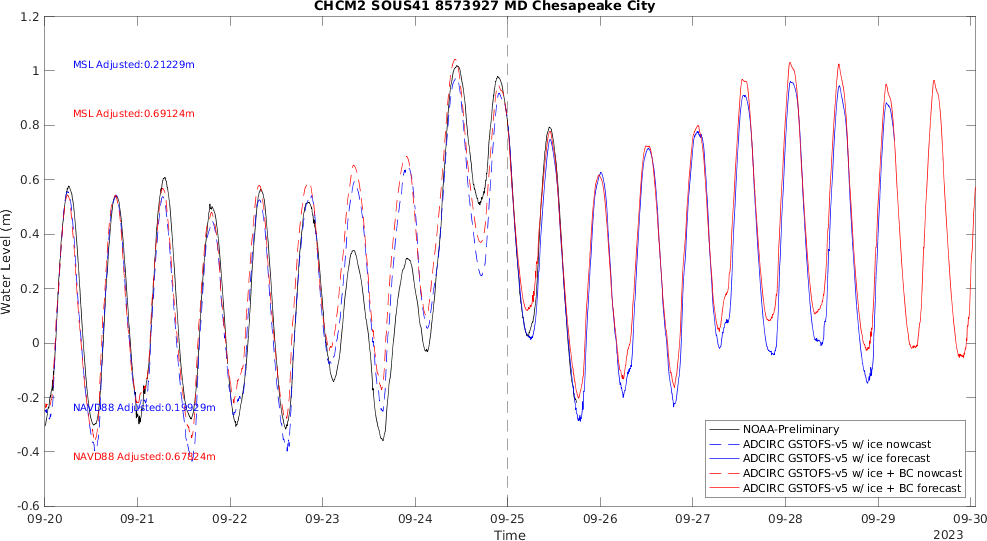 CHCM2 SOUS41 8573927 MD Chesapeake City
1.2
1
0.8
0.6
0.4
0.2
0
-0.2
-0.4
-0.6
Water Level (m)
MSL Adjusted:0.21229m
MSL Adjusted:0.69124m
NAVD88 Adjusted:0.19929m
NAVD88 Adjusted:0.67824m
NOAA-Preliminary
ADCIRC GSTOFS-v5 w/ ice nowcast
ADCIRC GSTOFS-v5 w/ ice forecast
ADCIRC GSTOFS-v5 w/ ice + BC nowcast
ADCIRC GSTOFS-v5 w/ ice + BC forecast
09-20 09-21 09-22 09-23 09-24 09-25 09-26 09-27 09-28 09-29 09-30
Time
2023